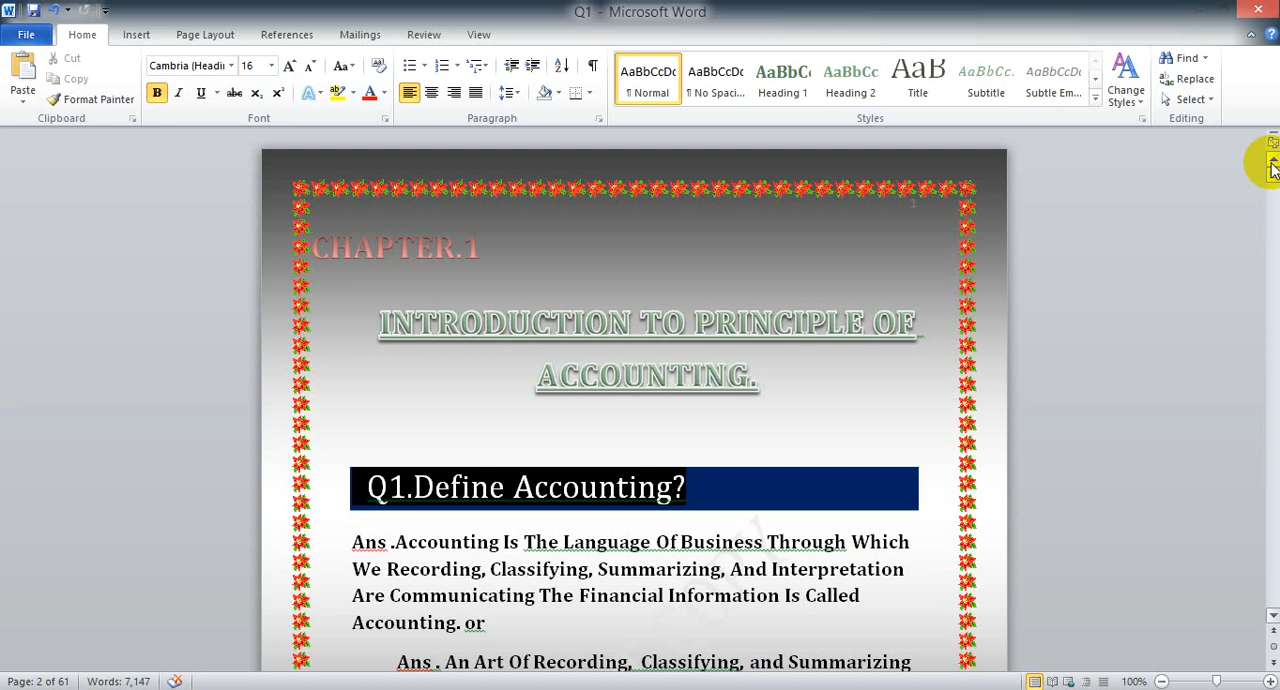 Q1 - Microsoft Word
File Home Insert Page Layout References Mailings Review View
Cut
Copy
Format Painter
Paste
Clipboard
Cambria (Headi 16
Font
Paragraph
AaBbCcDc AaBbCcDc AaBbCc AaBbCc AaB AaBbCc. AaBbCcDc
¶ Normal ¶ No Spaci... Heading 1 Heading 2 Title Subtitle Subtle Em...
Styles
Change
Styles
Find
Replace
Select
Editing
1
CHAPTER.1
INTRODUCTION TO PRINCIPLE OF
ACCOUNTING.
Q1.Define Accounting?
Ans .Accounting Is The Language Of Business Through Which
We Recording, Classifying, Summarizing, And Interpretation
Are Communicating The Financial Information Is Called
Accounting. or
Ans . An Art Of Recording, Classifying, and Summarizing
Page: 2 of 61 Words: 7,147 100%